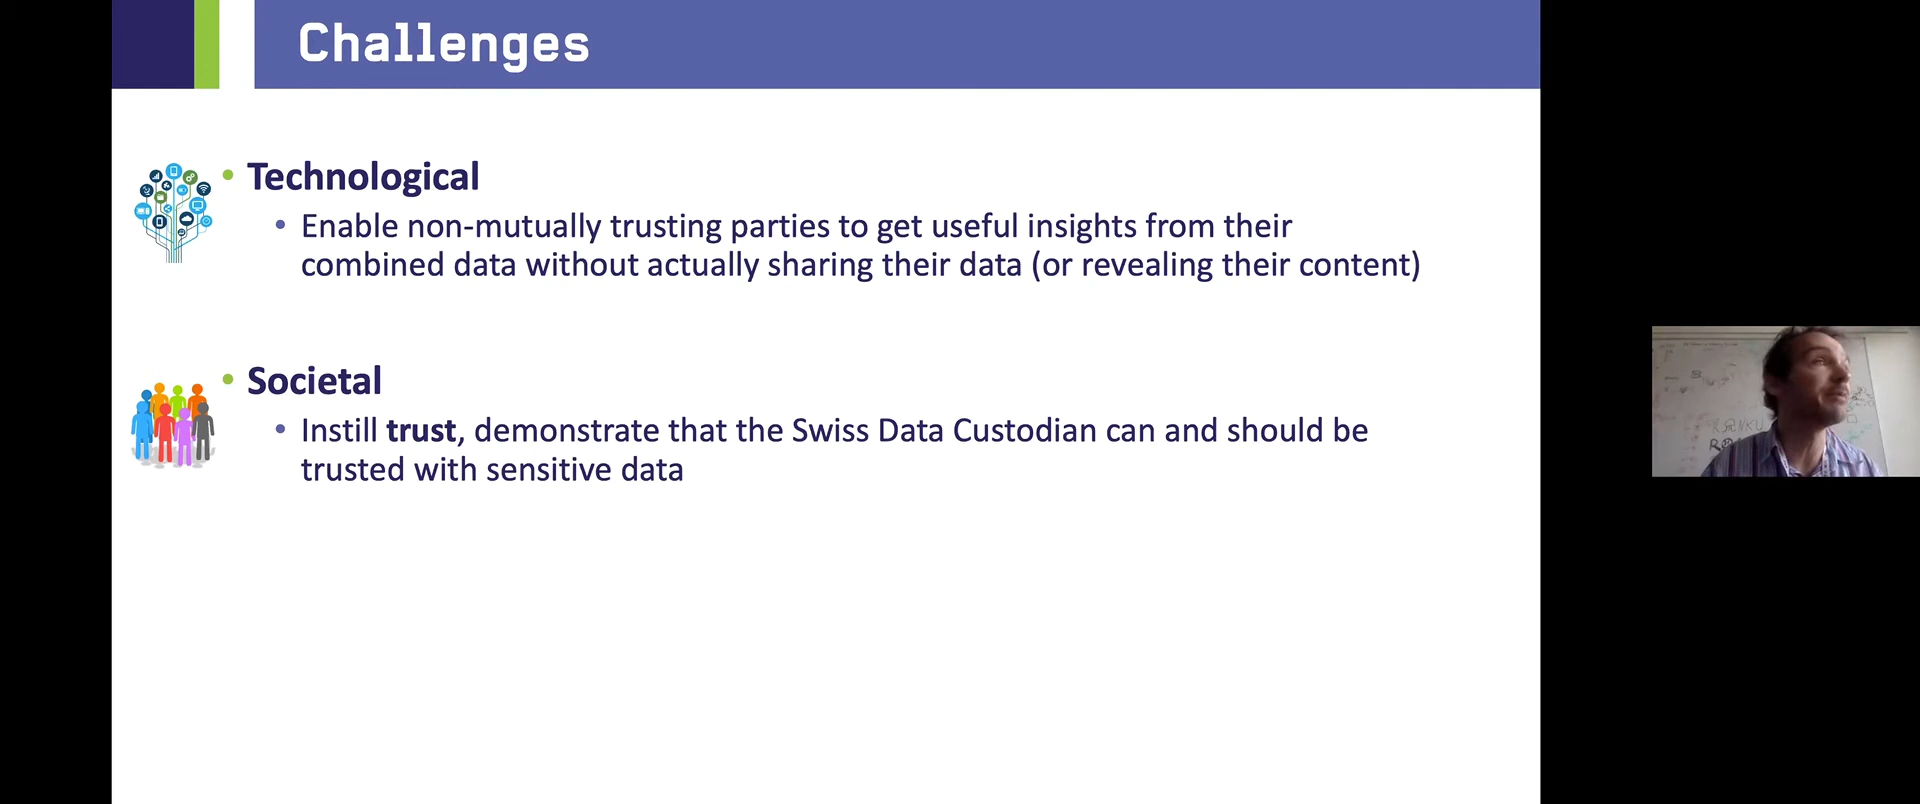 Challenges
• Technological
• Enable non-mutually trusting parties to get useful insights from their
combined data without actually sharing their data (or revealing their content)
• Societal
• Instill trust, demonstrate that the Swiss Data Custodian can and should be
trusted with sensitive data